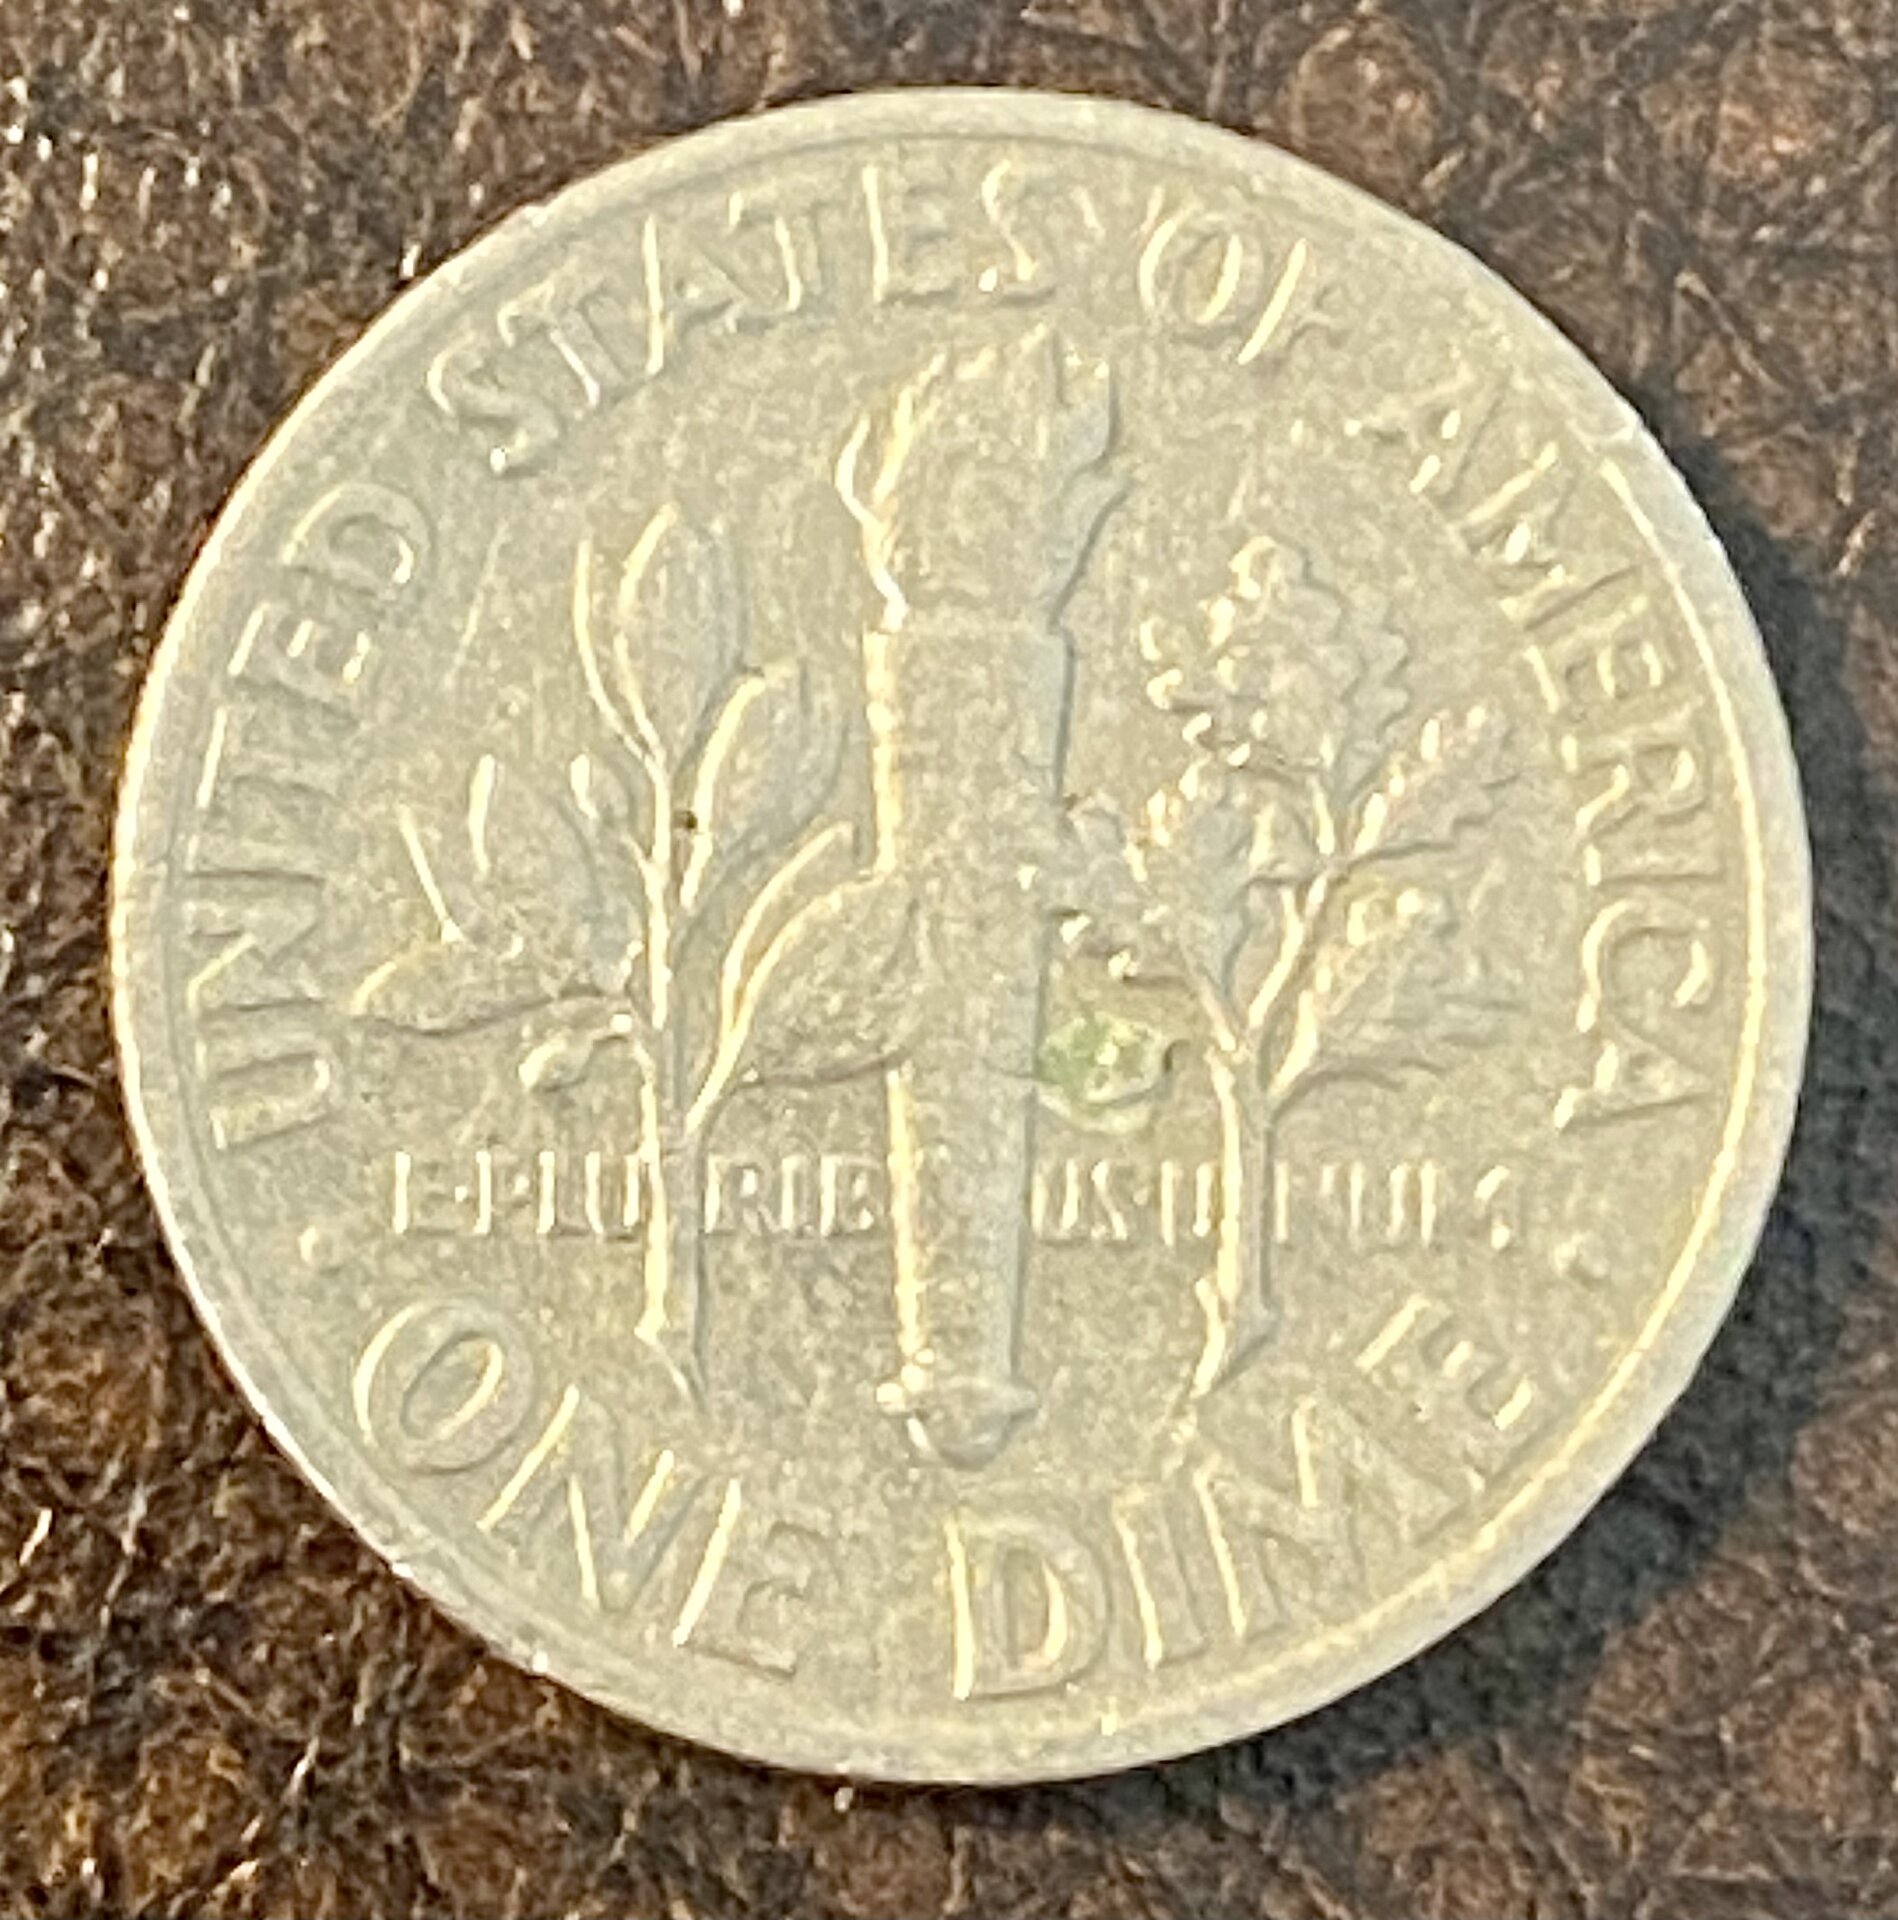 UNITED STATES OF AMERICA
E·PLURIBUS·UNUM
ONE DIME